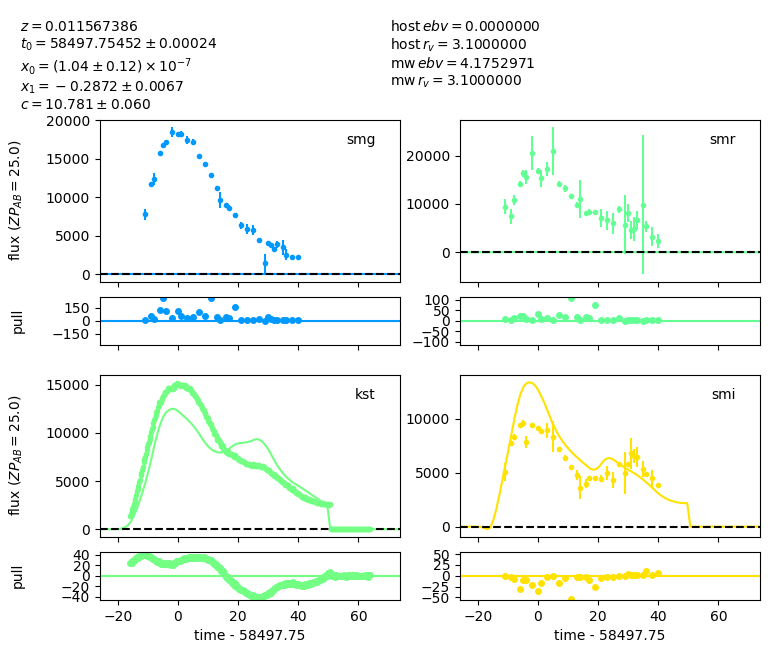 z = 0.011567386
t₀ = 58497.75452 ± 0.00024
x₀ = (1.04 ± 0.12) × 10⁻⁷
x₁ = −0.2872 ± 0.0067
c = 10.781 ± 0.060
host ebv = 0.0000000
host r_v = 3.1000000
mw ebv = 4.1752971
mw r_v = 3.1000000
smg
20000
15000
10000
5000
0
flux (ZP_AB = 25.0)
smr
20000
10000
0
150
0
−150
pull
100
50
0
−50
−100
kst
15000
10000
5000
0
flux (ZP_AB = 25.0)
smi
10000
5000
0
40
20
0
−20
−40
pull
−20
0
20
40
60
time - 58497.75
50
25
0
−25
−50
−20
0
20
40
60
time - 58497.75